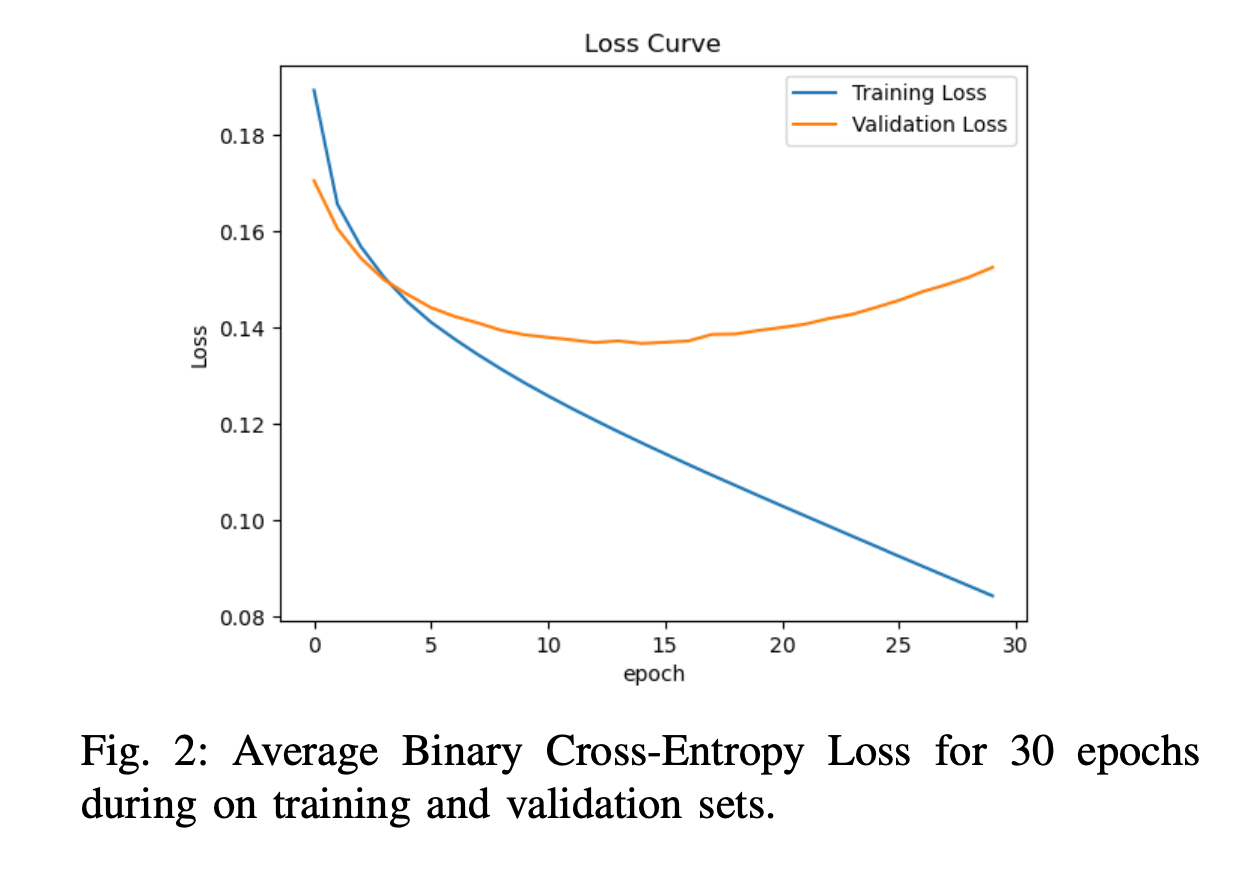 Loss Curve
Training Loss
Validation Loss
0.18
0.16
0.14
0.12
0.10
0.08
Loss
0 5 10 15 20 25 30
epoch
Fig. 2: Average Binary Cross-Entropy Loss for 30 epochs
during on training and validation sets.